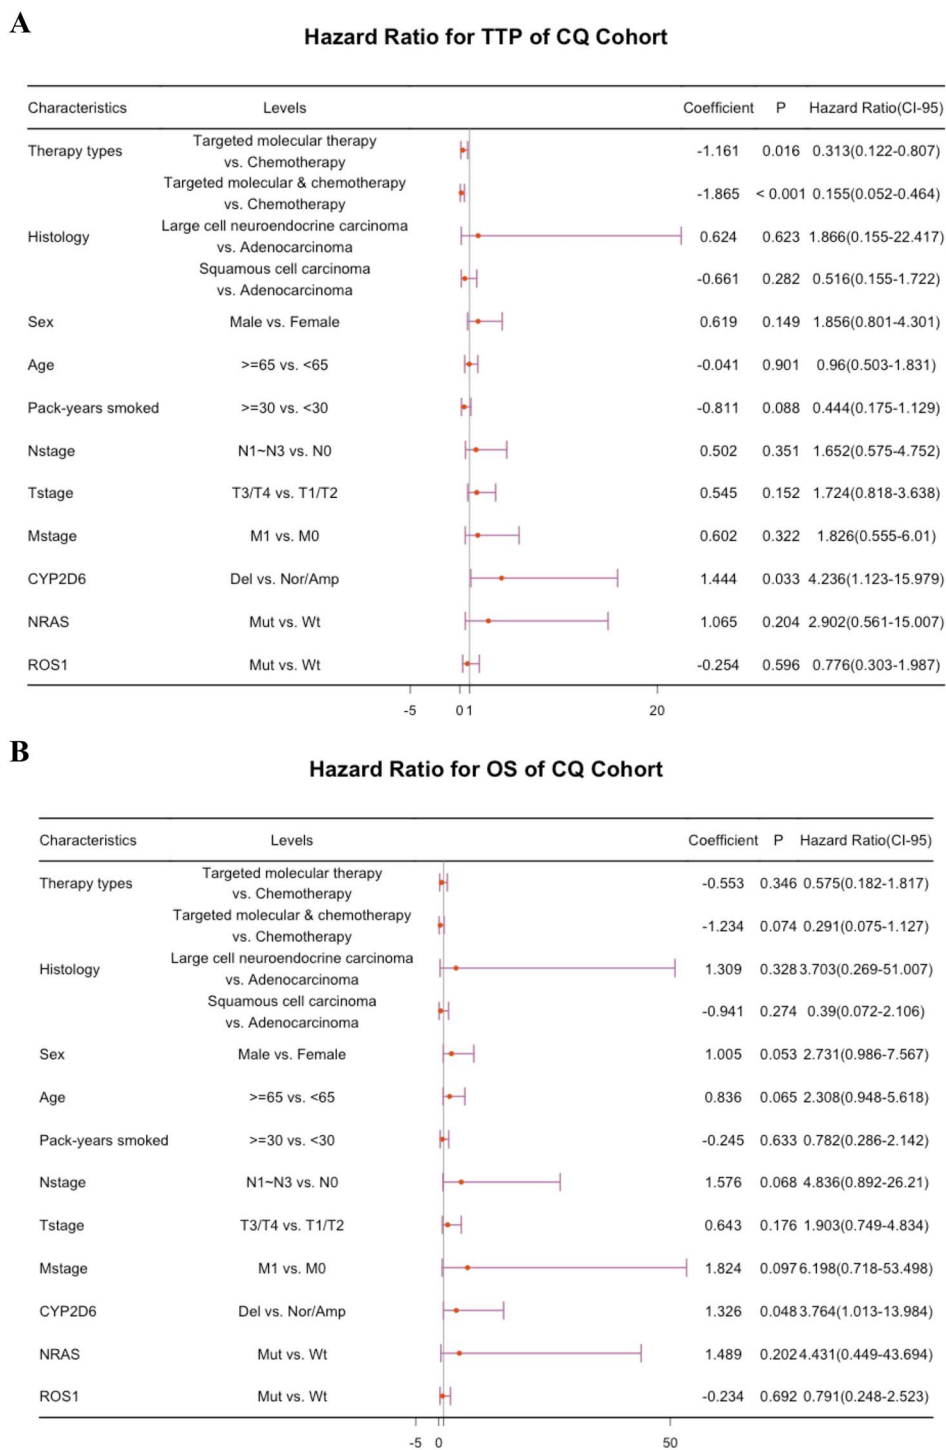 A
Hazard Ratio for TTP of CQ Cohort
Characteristics Levels Coefficient P Hazard Ratio(CI-95)
Therapy types Targeted molecular therapy vs. Chemotherapy -1.161 0.016 0.313(0.122-0.807)
Targeted molecular & chemotherapy vs. Chemotherapy -1.865 < 0.001 0.155(0.052-0.464)
Histology Large cell neuroendocrine carcinoma vs. Adenocarcinoma 0.624 0.623 1.866(0.155-22.417)
Squamous cell carcinoma vs. Adenocarcinoma -0.661 0.282 0.516(0.155-1.722)
Sex Male vs. Female 0.619 0.149 1.856(0.801-4.301)
Age >=65 vs. <65 -0.041 0.901 0.96(0.503-1.831)
Pack-years smoked >=30 vs. <30 -0.811 0.088 0.444(0.175-1.129)
Nstage N1~N3 vs. N0 0.502 0.351 1.652(0.575-4.752)
Tstage T3/T4 vs. T1/T2 0.545 0.152 1.724(0.818-3.638)
Mstage M1 vs. M0 0.602 0.322 1.826(0.555-6.01)
CYP2D6 Del vs. Nor/Amp 1.444 0.033 4.236(1.123-15.979)
NRAS Mut vs. Wt 1.065 0.204 2.902(0.561-15.007)
ROS1 Mut vs. Wt -0.254 0.596 0.776(0.303-1.987)
-5 0 1 20
B
Hazard Ratio for OS of CQ Cohort
Characteristics Levels Coefficient P Hazard Ratio(CI-95)
Therapy types Targeted molecular therapy vs. Chemotherapy -0.553 0.346 0.575(0.182-1.817)
Targeted molecular & chemotherapy vs. Chemotherapy -1.234 0.074 0.291(0.075-1.127)
Histology Large cell neuroendocrine carcinoma vs. Adenocarcinoma 1.309 0.328 3.703(0.269-51.007)
Squamous cell carcinoma vs. Adenocarcinoma -0.941 0.274 0.39(0.072-2.106)
Sex Male vs. Female 1.005 0.053 2.731(0.986-7.567)
Age >=65 vs. <65 0.836 0.065 2.308(0.948-5.618)
Pack-years smoked >=30 vs. <30 -0.245 0.633 0.782(0.286-2.142)
Nstage N1~N3 vs. N0 1.576 0.068 4.836(0.892-26.21)
Tstage T3/T4 vs. T1/T2 0.643 0.176 1.903(0.749-4.834)
Mstage M1 vs. M0 1.824 0.097 6.198(0.718-53.498)
CYP2D6 Del vs. Nor/Amp 1.326 0.048 3.764(1.013-13.984)
NRAS Mut vs. Wt 1.489 0.202 4.431(0.449-43.694)
ROS1 Mut vs. Wt -0.234 0.692 0.791(0.248-2.523)
-5 0 50